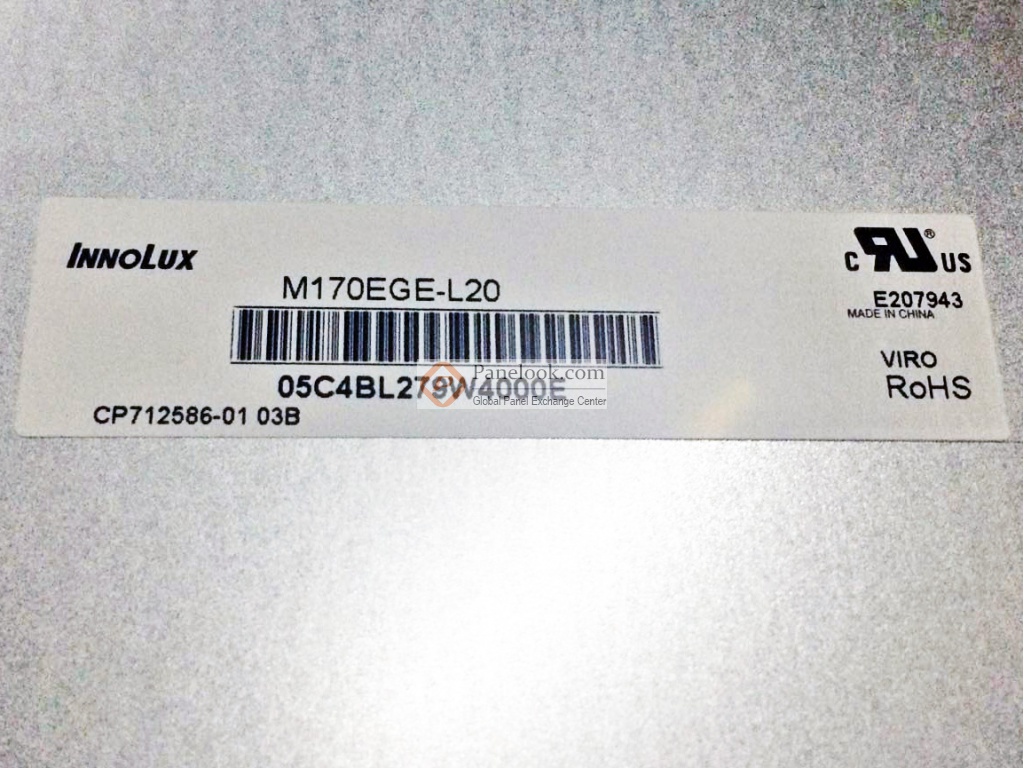 INNOLUX
M170EGE-L20
05C4BL279W4000E
CP712586-01 03B
C RU® US
E207943
MADE IN CHINA
VIRO
RoHS
Panelook.com
Global Panel Exchange Center